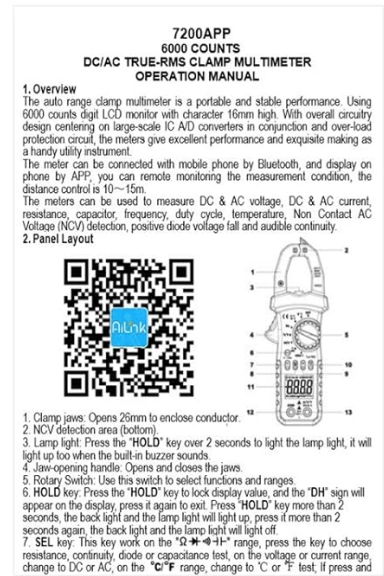 7200APP
6000 COUNTS
DC/AC TRUE-RMS CLAMP MULTIMETER
OPERATION MANUAL
1. Overview
The auto range clamp multimeter is a portable and stable performance. Using
6000 counts digit LCD monitor with character 16mm high. With overall circuitry
design centering on large-scale IC A/D converters in conjunction and over-load
protection circuit, the meters give excellent performance and exquisite making as
a handy utility instrument.
The meter can be connected with mobile phone by Bluetooth, and display on
phone by APP, you can remote monitoring the measurement condition, the
distance control is 10～15m.
The meters can be used to measure DC & AC voltage, DC & AC current,
resistance, capacitor, frequency, duty cycle, temperature, Non Contact AC
Voltage (NCV) detection, positive diode voltage fall and audible continuity.
2. Panel Layout
AiLink
1
2
3
4
5
6
7
8
9
10
11
12
13
1. Clamp jaws: Opens 26mm to enclose conductor.
2. NCV detection area (bottom).
3. Lamp light: Press the "HOLD" key over 2 seconds to light the lamp light, it will
light up too when the built-in buzzer sounds.
4. Jaw-opening handle: Opens and closes the jaws.
5. Rotary Switch: Use this switch to select functions and ranges.
6. HOLD key: Press the "HOLD" key to lock display value, and the "DH" sign will
appear on the display, press it again to exit. Press "HOLD" key more than 2
seconds, the back light and the lamp light will light up, press it more than 2
seconds again, the back light and the lamp light will light off.
7. SEL key: This key work on the "Ω" range, press the key to choose
resistance, continuity, diode or capacitance test, on the voltage or current range,
change to DC or AC, on the °C/°F range, change to °C or °F test; If press and